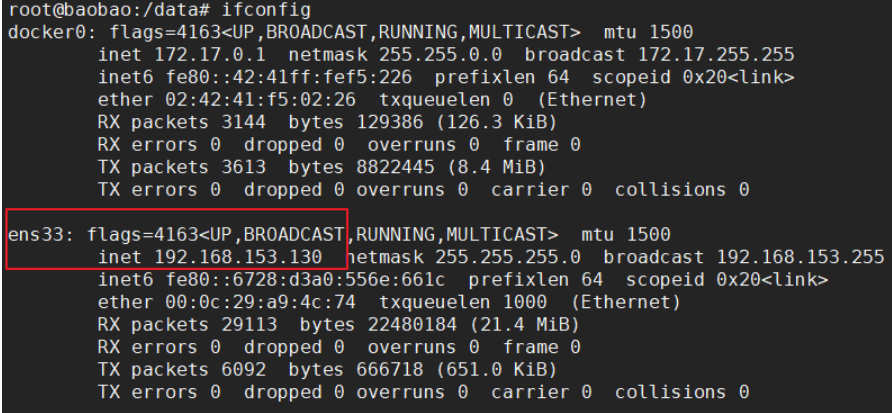 root@baobao:/data# ifconfig
docker0: flags=4163<UP,BROADCAST,RUNNING,MULTICAST>  mtu 1500
        inet 172.17.0.1  netmask 255.255.0.0  broadcast 172.17.255.255
        inet6 fe80::42:41ff:fef5:226  prefixlen 64  scopeid 0x20<link>
        ether 02:42:41:f5:02:26  txqueuelen 0  (Ethernet)
        RX packets 3144  bytes 129386 (126.3 KiB)
        RX errors 0  dropped 0  overruns 0  frame 0
        TX packets 3613  bytes 8822445 (8.4 MiB)
        TX errors 0  dropped 0 overruns 0  carrier 0  collisions 0

ens33: flags=4163<UP,BROADCAST,RUNNING,MULTICAST>  mtu 1500
        inet 192.168.153.130  netmask 255.255.255.0  broadcast 192.168.153.255
        inet6 fe80::6728:d3a0:556e:661c  prefixlen 64  scopeid 0x20<link>
        ether 00:0c:29:a9:4c:74  txqueuelen 1000  (Ethernet)
        RX packets 29113  bytes 22480184 (21.4 MiB)
        RX errors 0  dropped 0  overruns 0  frame 0
        TX packets 6092  bytes 666718 (651.0 KiB)
        TX errors 0  dropped 0 overruns 0  carrier 0  collisions 0